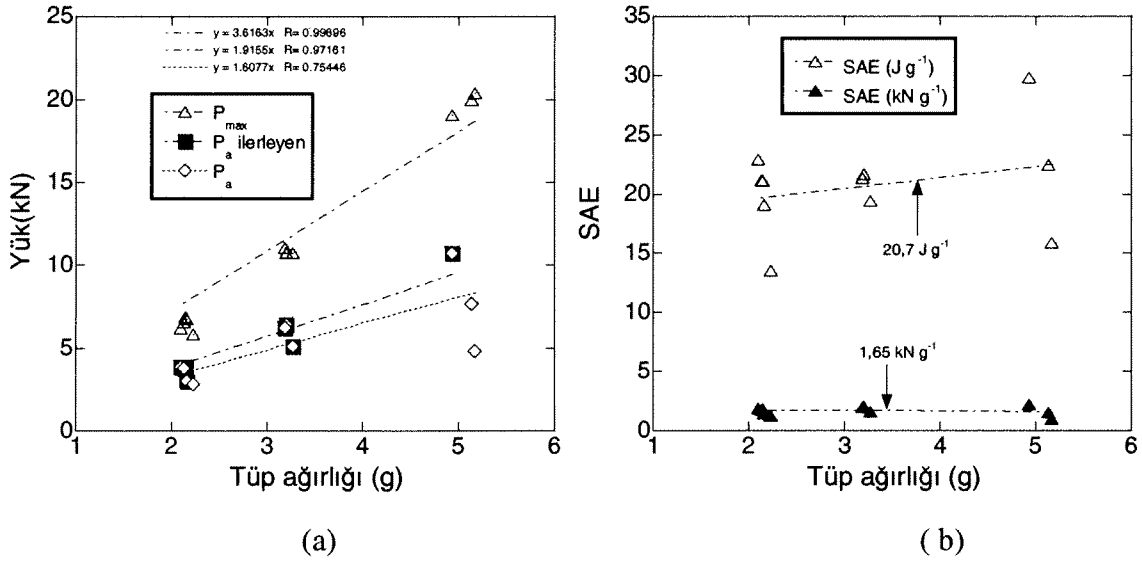 y = 3.6163x R= 0.99896
y = 1.9155x R= 0.97161
y = 1.6077x R= 0.75446
P max
P a ilerleyen
P a
Yük(kN)
25
20
15
10
5
0
1 2 3 4 5 6
Tüp ağırlığı (g)
(a)
SAE (J g-1)
SAE (kN g-1)
SAE
35
30
25
20
15
10
5
0
20,7 J g-1
1,65 kN g-1
1 2 3 4 5 6
Tüp ağırlığı (g)
( b)